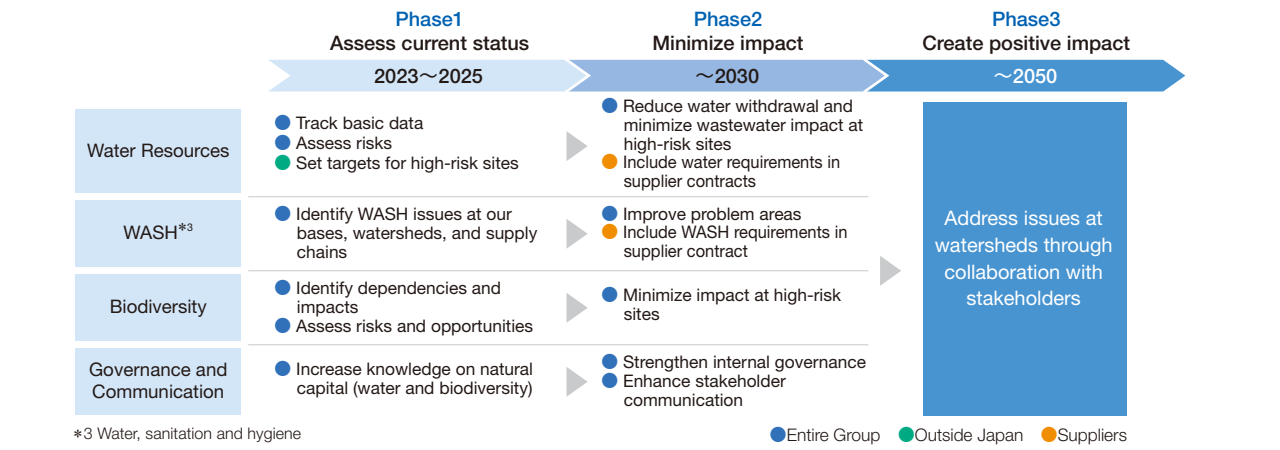 Phase1
Assess current status
2023～2025
Phase2
Minimize impact
～2030
Phase3
Create positive impact
～2050
Water Resources
Track basic data
Assess risks
Set targets for high-risk sites
Reduce water withdrawal and
minimize wastewater impact at
high-risk sites
Include water requirements in
supplier contracts
WASH*3
Identify WASH issues at our
bases, watersheds, and supply
chains
Improve problem areas
Include WASH requirements in
supplier contract
Biodiversity
Identify dependencies and
impacts
Assess risks and opportunities
Minimize impact at high-risk
sites
Governance and
Communication
Increase knowledge on natural
capital (water and biodiversity)
Strengthen internal governance
Enhance stakeholder
communication
Address issues at
watersheds through
collaboration with
stakeholders
*3 Water, sanitation and hygiene
Entire Group
Outside Japan
Suppliers